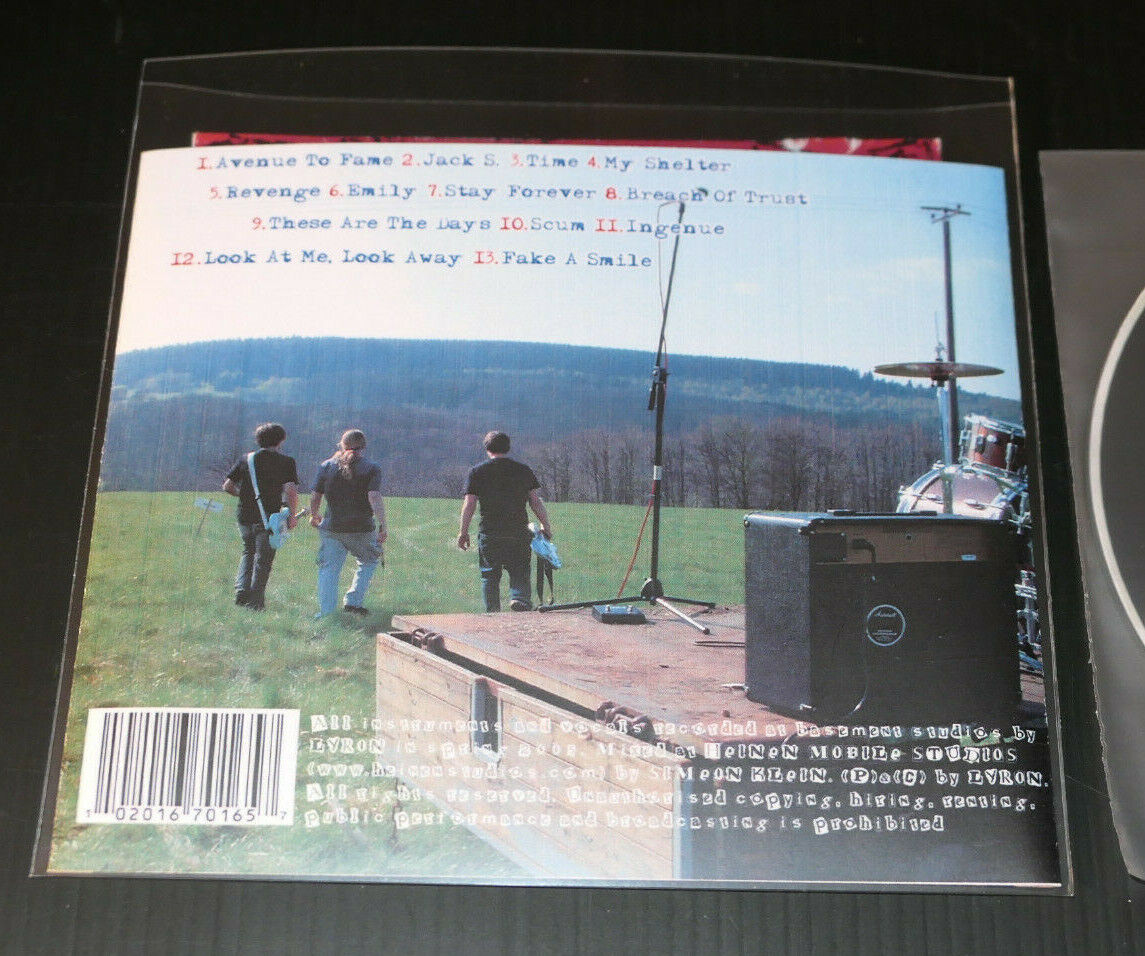 1.Avenue To Fame 2.Jack S. 3.Time 4.My Shelter
5.Revenge 6.Emily 7.Stay Forever 8.Breach Of Trust
9.These Are The Days 10.Scum 11.Ingenue
12.Look At Me, Look Away 13.Fake A Smile
Marshall
All instruments and vocals recorded at basement studios by
LYRON in spring 2005. Mixed at HEINEN MOBILE STUDIOS
(www.heinenstudios.com) by SIMEON KLEIN. (P)&(C) by LYRON.
All rights reserved. Unauthorised copying, hiring, renting,
public performance and broadcasting is prohibited
5 02016 70165 7